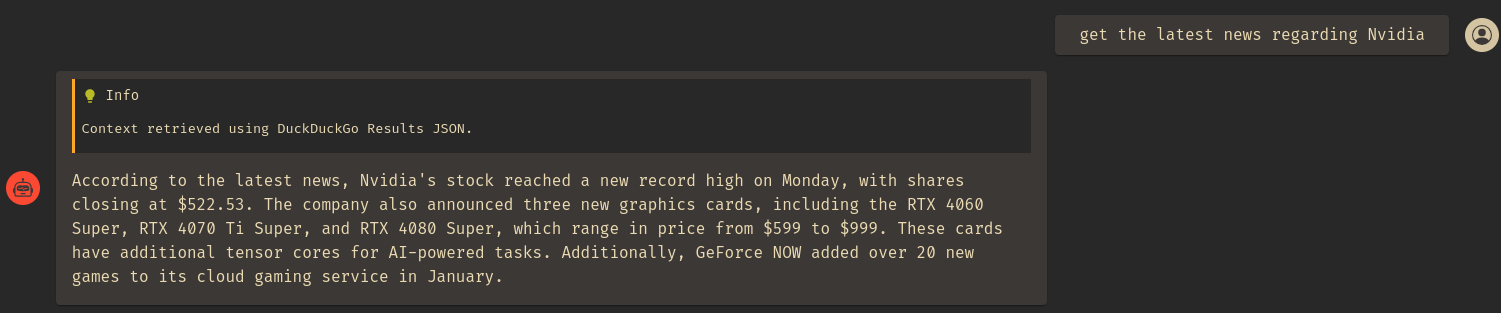 get the latest news regarding Nvidia
Info
Context retrieved using DuckDuckGo Results JSON.
According to the latest news, Nvidia's stock reached a new record high on Monday, with shares
closing at $522.53. The company also announced three new graphics cards, including the RTX 4060
Super, RTX 4070 Ti Super, and RTX 4080 Super, which range in price from $599 to $999. These cards
have additional tensor cores for AI-powered tasks. Additionally, GeForce NOW added over 20 new
games to its cloud gaming service in January.